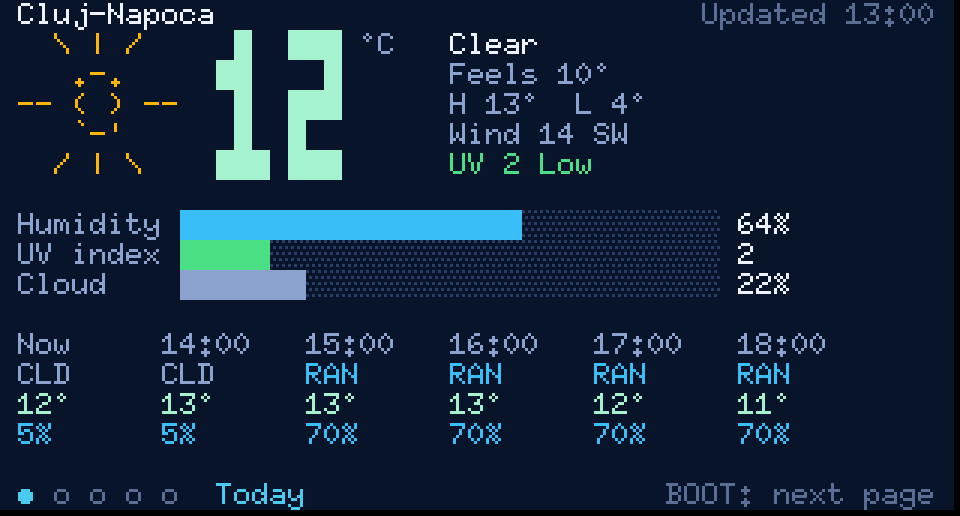 Cluj-Napoca Updated 13:00
12 °C Clear
Feels 10°
H 13° L 4°
Wind 14 SW
UV 2 Low
Humidity 64%
UV index 2
Cloud 22%
Now 14:00 15:00 16:00 17:00 18:00
CLD CLD RAN RAN RAN RAN
12° 13° 13° 13° 12° 11°
5% 5% 70% 70% 70% 70%
Today BOOT: next page